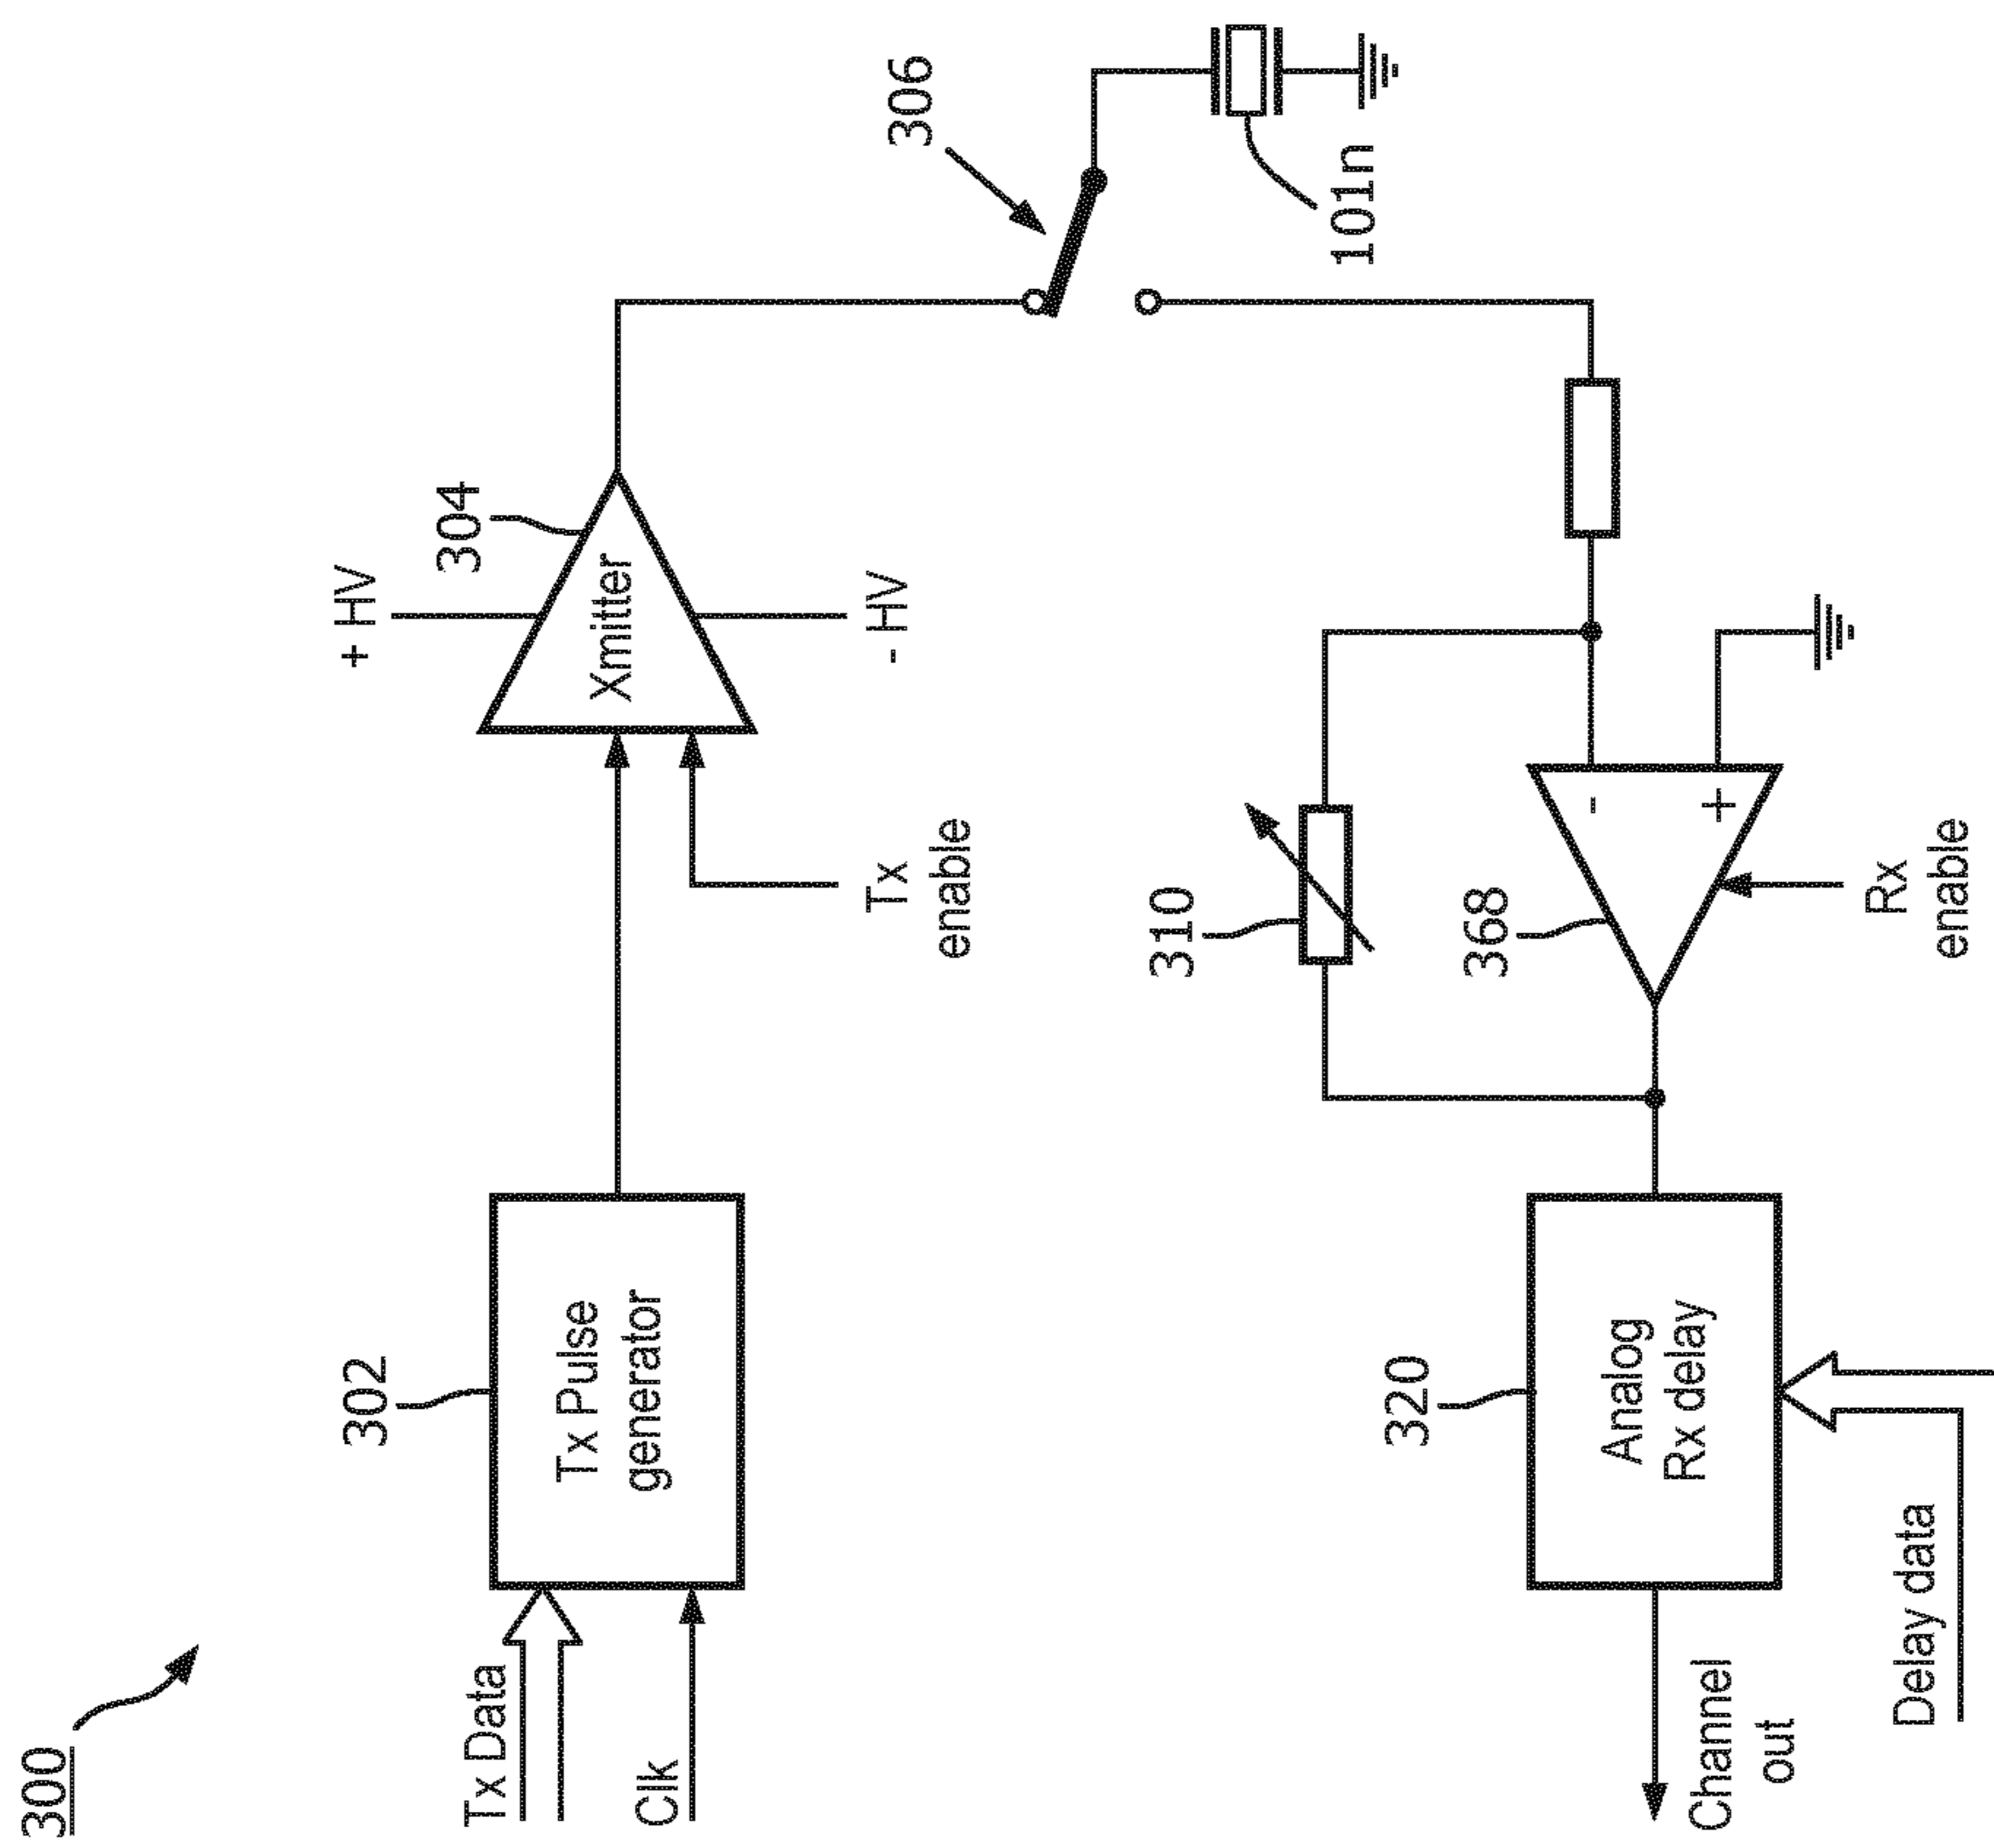 300
Tx Data
Clk
302
Tx Pulse
generator
Tx
enable
+ HV
304
Xmitter
- HV
306
101n
310
368
-
+
Rx
enable
320
Analog
Rx delay
Channel
out
Delay data